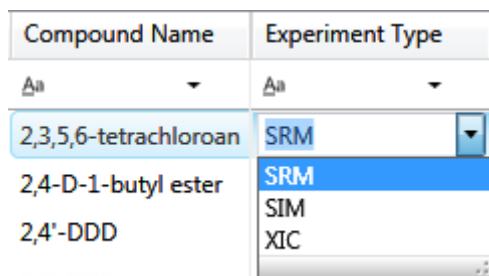 Compound Name Experiment Type
Aa Aa
2,3,5,6-tetrachloroan SRM
2,4-D-1-butyl ester SRM
SIM
2,4'-DDD
XIC